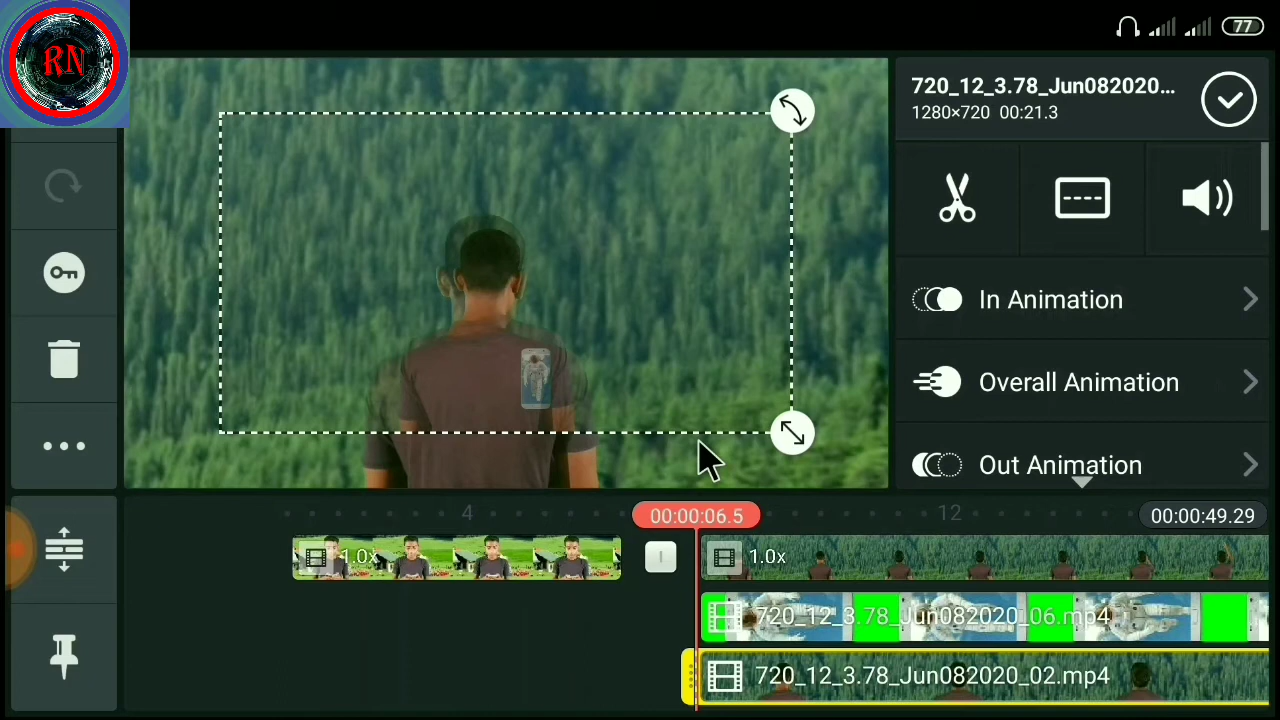 RN
77
720_12_3.78_Jun082020...
1280×720 00:21.3
In Animation
Overall Animation
Out Animation
4
00:00:06.5
12
00:00:49.29
1.0x
1.0x
720_12_3.78_Jun082020_06.mp4
720_12_3.78_Jun082020_02.mp4